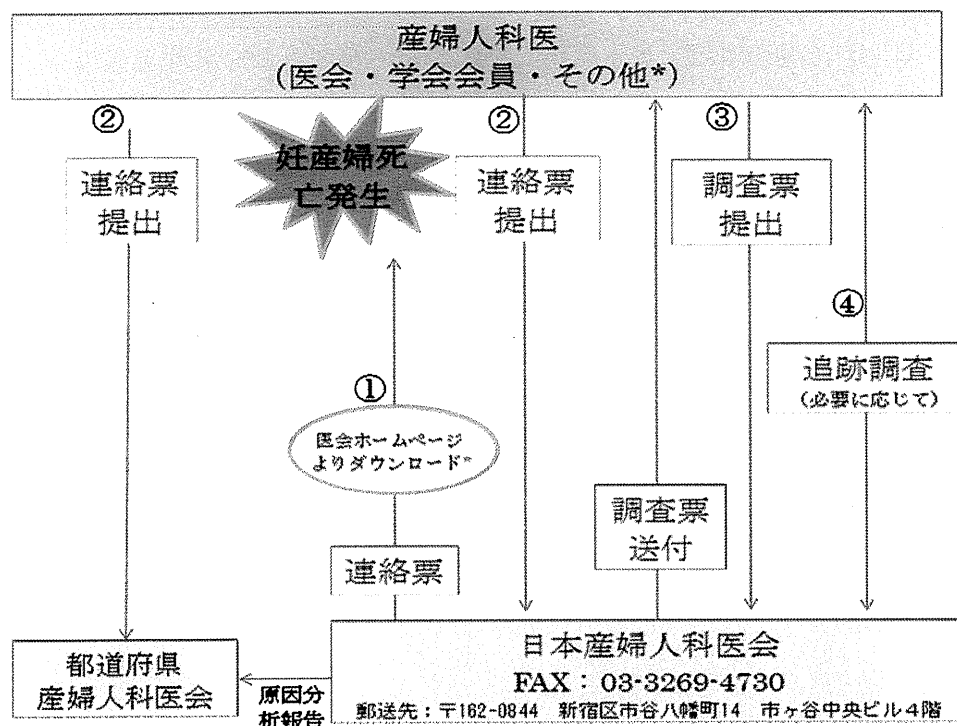 産婦人科医
(医会・学会会員・その他*)
②
連絡票
提出
妊産婦死
亡発生
②
連絡票
提出
③
調査票
提出
④
追跡調査
(必要に応じて)
①
医会ホームページ
よりダウンロード*
連絡票
調査票
送付
都道府県
産婦人科医会
原因分
析報告
日本産婦人科医会
FAX：03-3269-4730
郵送先：〒162-0844 新宿区市谷八幡町14 市ヶ谷中央ビル4階